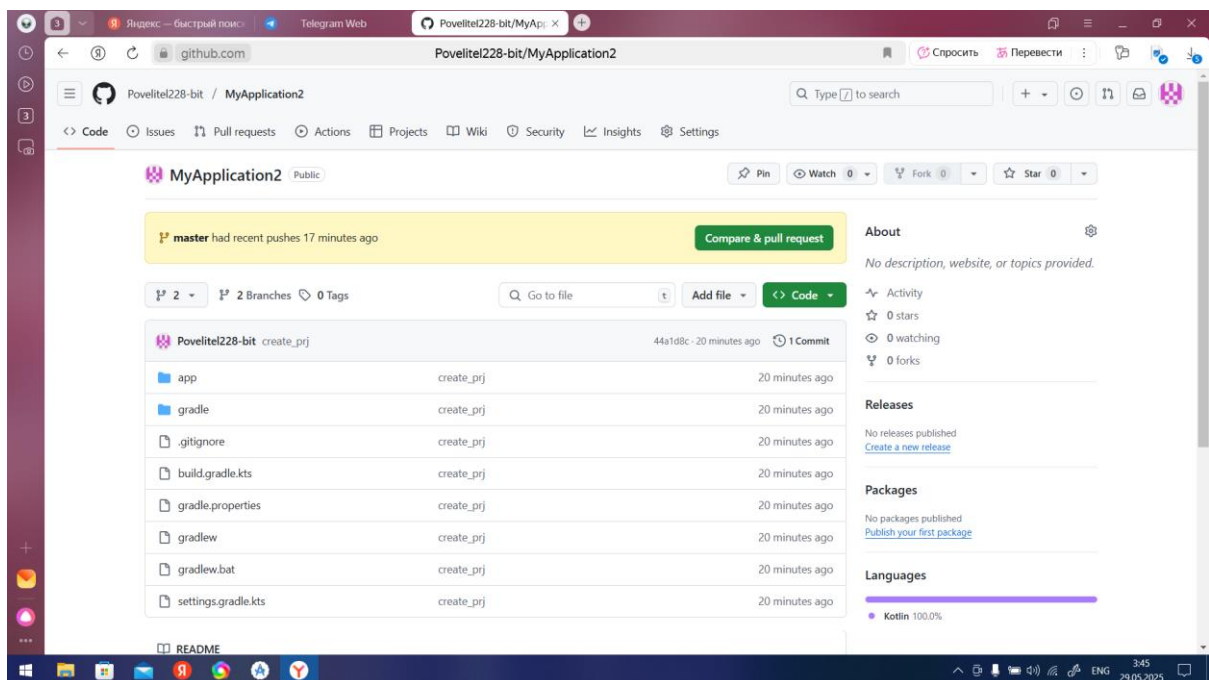 3
Яндекс — быстрый поиск
Telegram Web
Povelitel228-bit/MyApp
github.com
Povelitel228-bit/MyApplication2
Спросить
Перевести
3
Povelitel228-bit / MyApplication2
Type / to search
Code
Issues
Pull requests
Actions
Projects
Wiki
Security
Insights
Settings
MyApplication2 Public
Pin
Watch 0
Fork 0
Star 0
master had recent pushes 17 minutes ago
Compare & pull request
About
No description, website, or topics provided.
2
2 Branches
0 Tags
Go to file
t
Add file
Code
Activity
0 stars
0 watching
0 forks
Povelitel228-bit create_prj
44a1d8c · 20 minutes ago
1 Commit
app create_prj 20 minutes ago
gradle create_prj 20 minutes ago
.gitignore create_prj 20 minutes ago
build.gradle.kts create_prj 20 minutes ago
gradle.properties create_prj 20 minutes ago
gradlew create_prj 20 minutes ago
gradlew.bat create_prj 20 minutes ago
settings.gradle.kts create_prj 20 minutes ago
README
Releases
No releases published
Create a new release
Packages
No packages published
Publish your first package
Languages
Kotlin 100.0%
ENG
3:45
29.05.2025